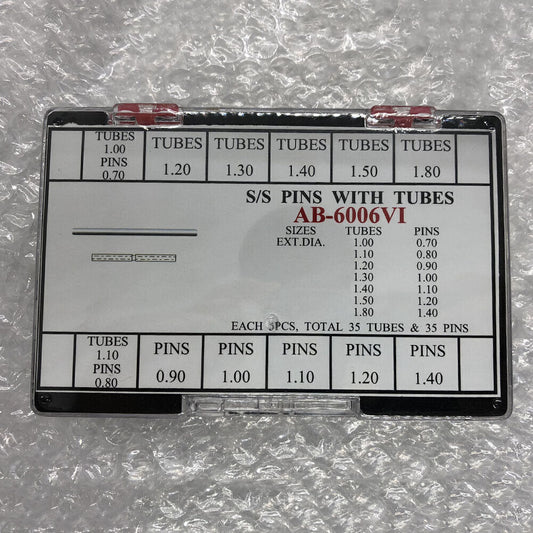 TUBES
1.00
PINS
0.70
TUBES
1.20
TUBES
1.30
TUBES
1.40
TUBES
1.50
TUBES
1.80
S/S PINS WITH TUBES
AB-6006VI
SIZES TUBES PINS
EXT.DIA. 1.00 0.70
1.10 0.80
1.20 0.90
1.30 1.00
1.40 1.10
1.50 1.20
1.80 1.40
EACH 5PCS, TOTAL 35 TUBES & 35 PINS
TUBES
1.10
PINS
0.80
PINS
0.90
PINS
1.00
PINS
1.10
PINS
1.20
PINS
1.40